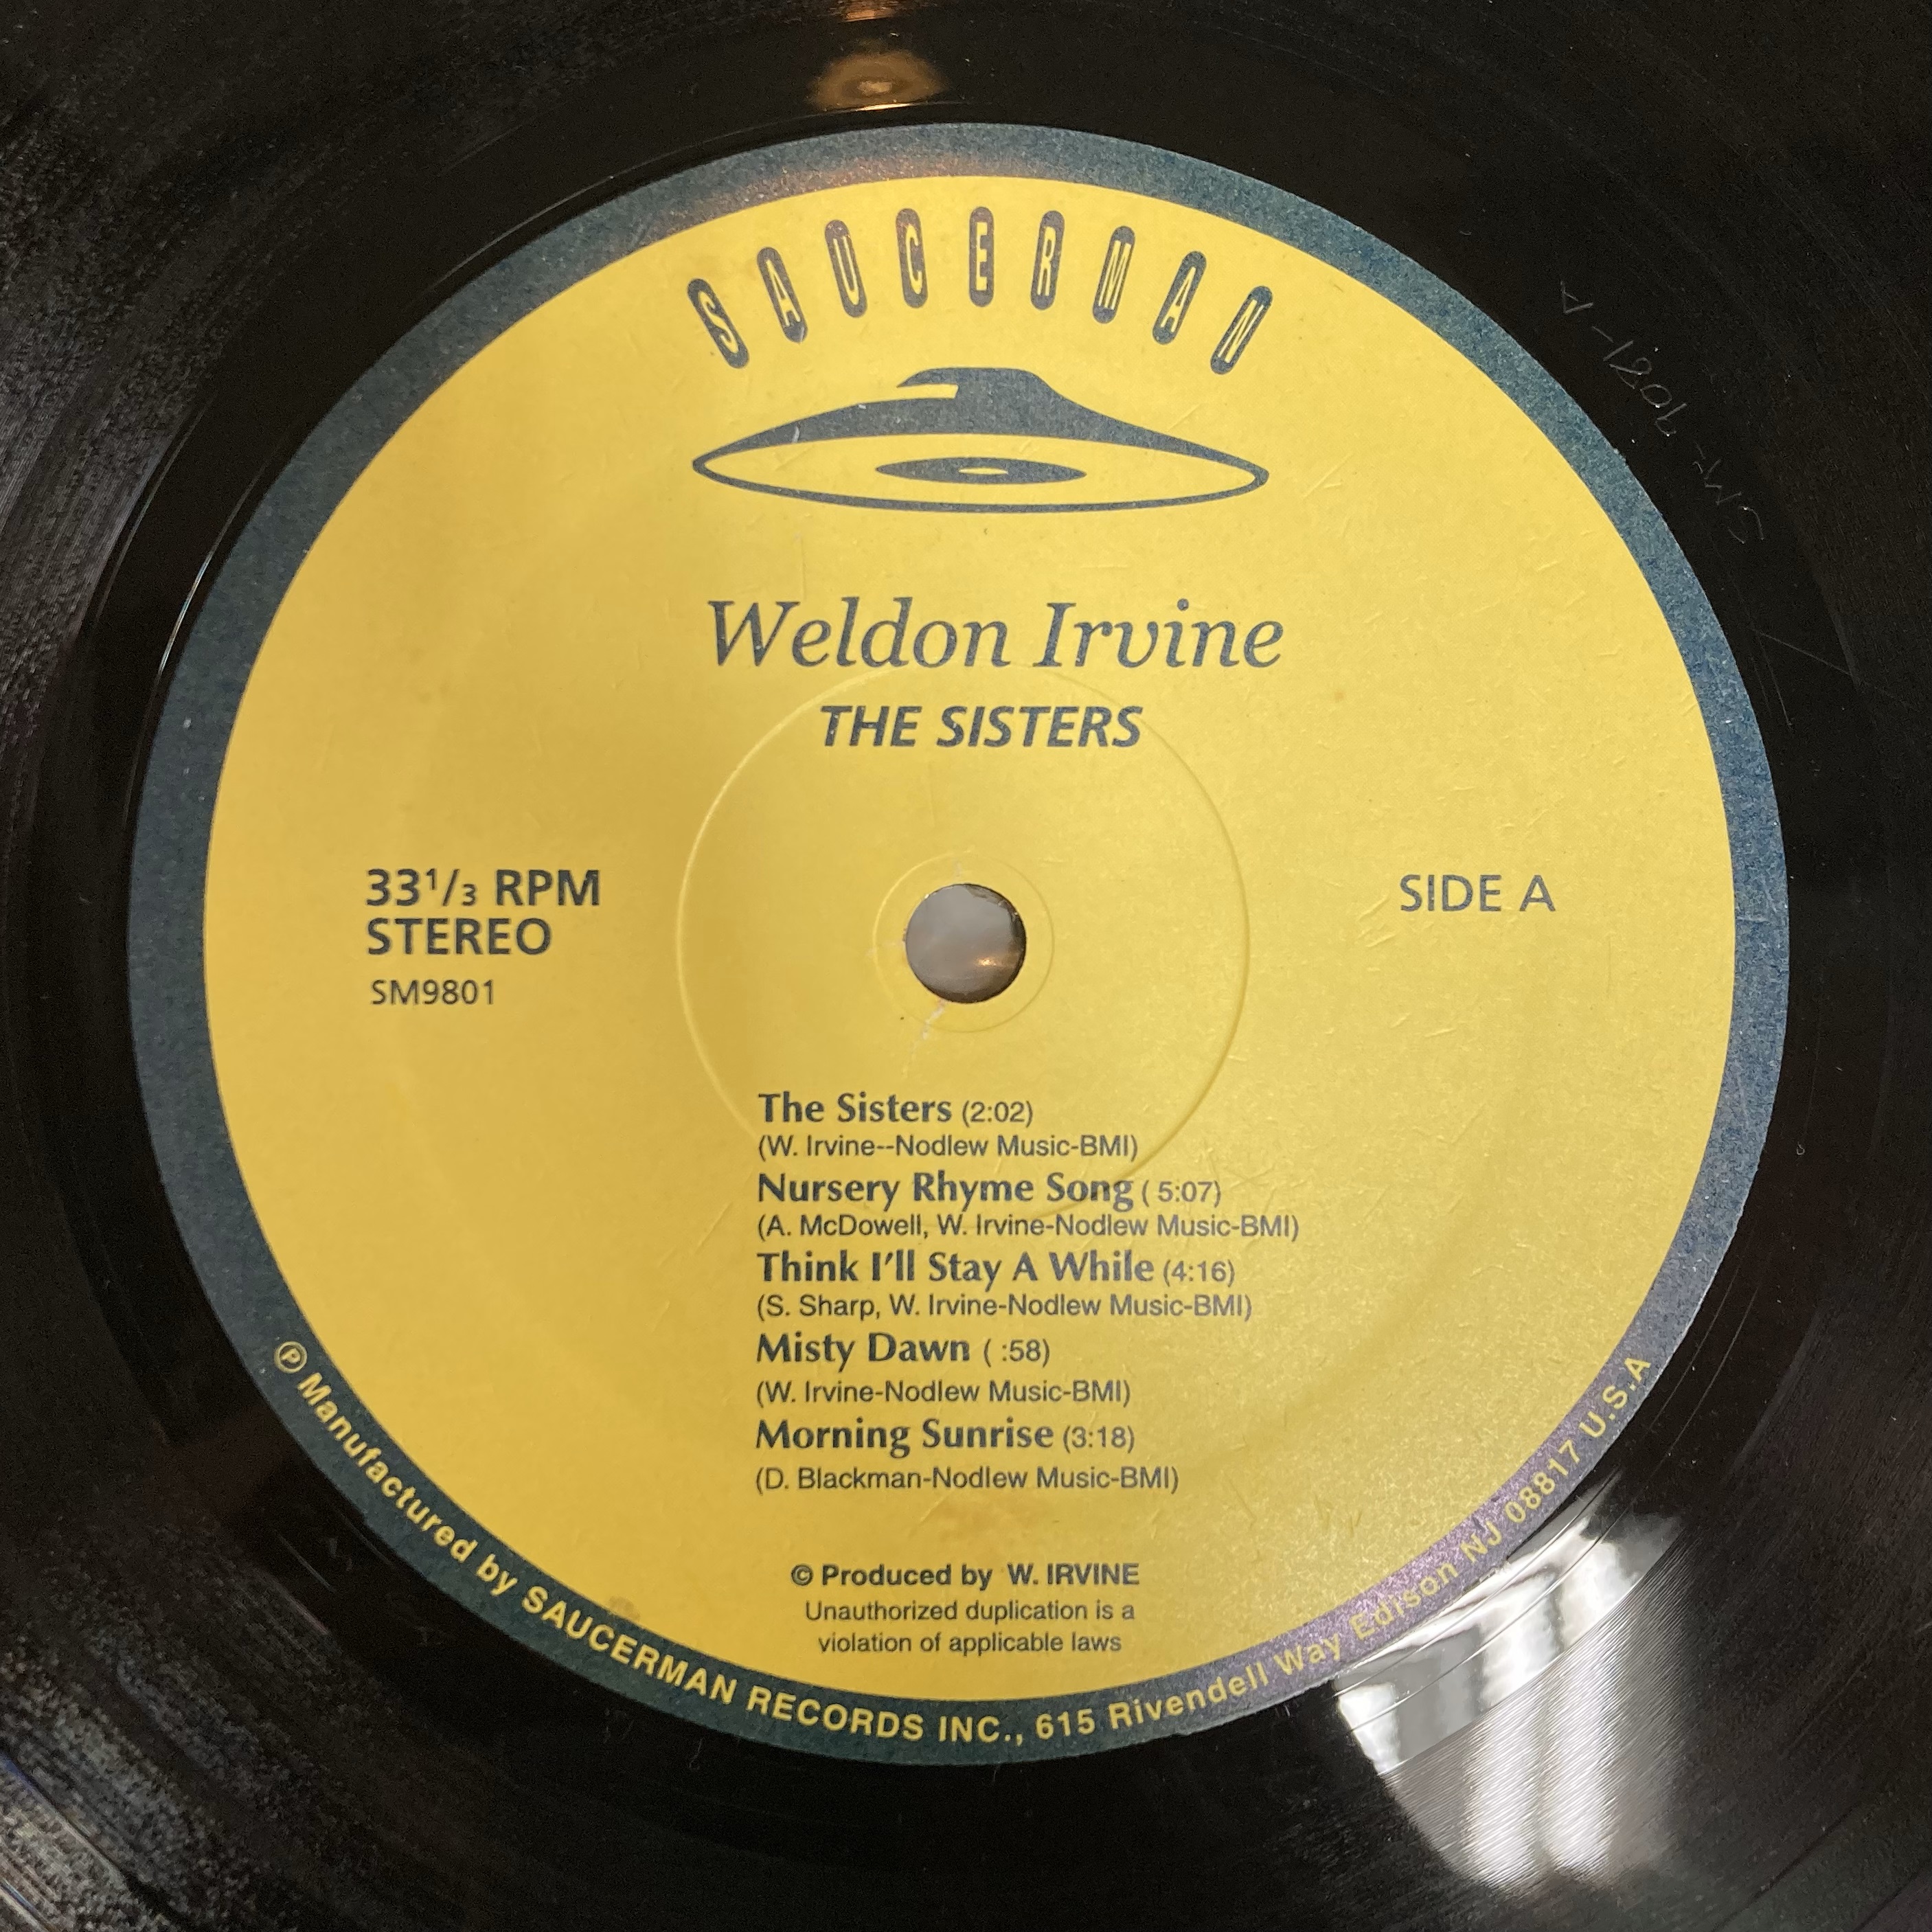 SAUCERMAN
Weldon Irvine
THE SISTERS
33¹/₃ RPM
STEREO
SM9801
SIDE A
The Sisters (2:02)
(W. Irvine--Nodlew Music-BMI)
Nursery Rhyme Song ( 5:07)
(A. McDowell, W. Irvine-Nodlew Music-BMI)
Think I'll Stay A While (4:16)
(S. Sharp, W. Irvine-Nodlew Music-BMI)
Misty Dawn ( :58)
(W. Irvine-Nodlew Music-BMI)
Morning Sunrise (3:18)
(D. Blackman-Nodlew Music-BMI)
© Produced by W. IRVINE
Unauthorized duplication is a
violation of applicable laws
Ⓟ Manufactured by SAUCERMAN RECORDS INC., 615 Rivendell Way Edison NJ 08817 U.S.A